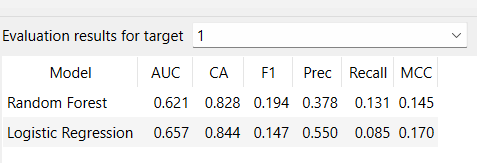 Evaluation results for target 1
Model AUC CA F1 Prec Recall MCC
Random Forest 0.621 0.828 0.194 0.378 0.131 0.145
Logistic Regression 0.657 0.844 0.147 0.550 0.085 0.170